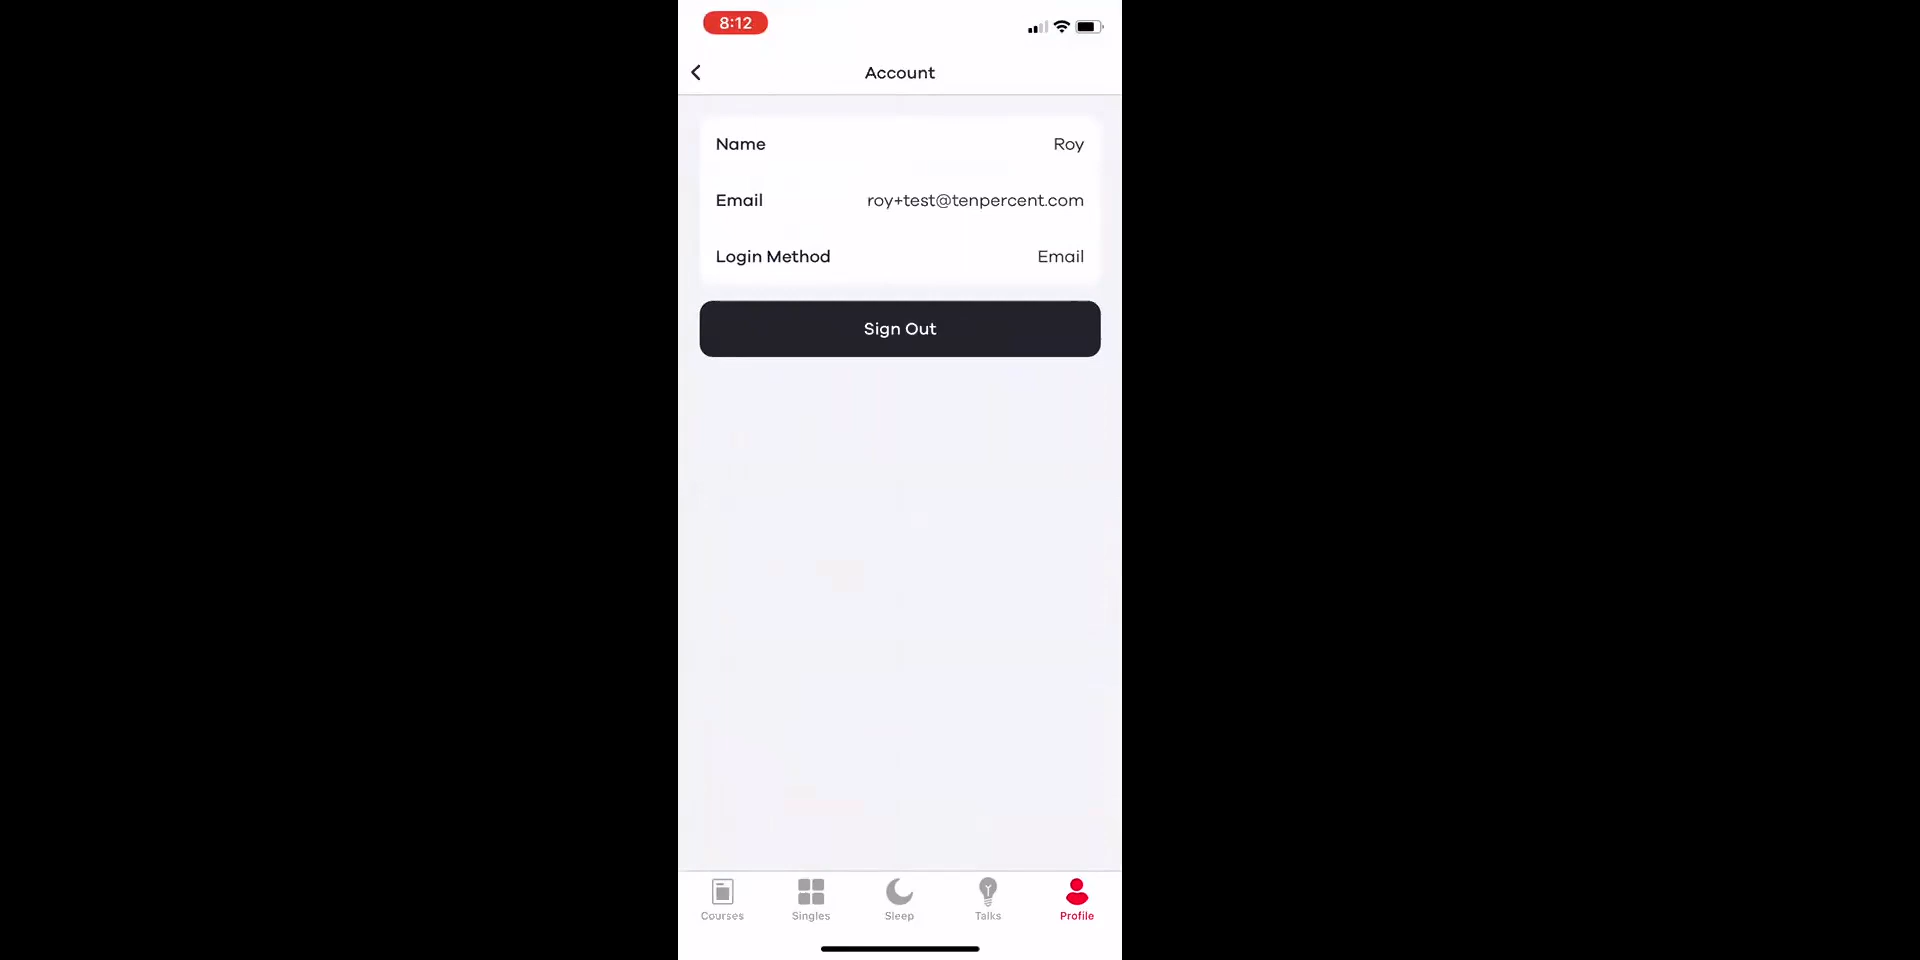 8:12
Account
Name Roy
Email roy+test@tenpercent.com
Login Method Email
Sign Out
Courses Singles Sleep Talks Profile